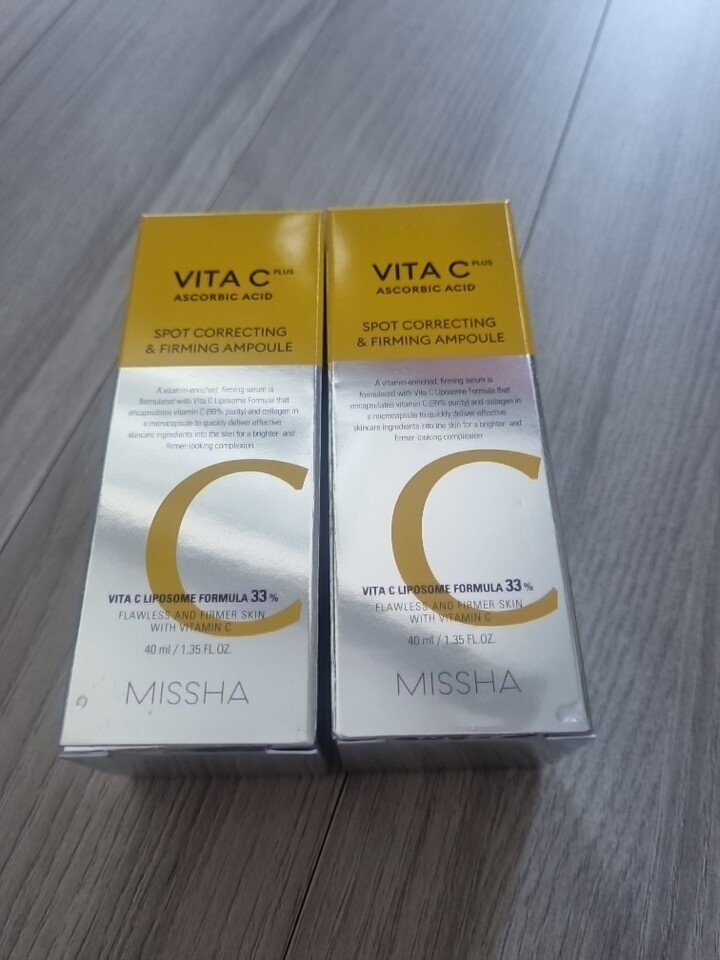 VITA C PLUS
ASCORBIC ACID
SPOT CORRECTING
& FIRMING AMPOULE
A vitamin-enriched, firming serum is
formulated with Vita C Liposome Formula that
encapsulates vitamin C (99% purity) and collagen in
a microcapsule to quickly deliver effective
skincare ingredients into the skin for a brighter- and
firmer-looking complexion
C
VITA C LIPOSOME FORMULA 33%
FLAWLESS AND FIRMER SKIN
WITH VITAMIN C
40 ml / 1.35 FL.OZ.
MISSHA
VITA C PLUS
ASCORBIC ACID
SPOT CORRECTING
& FIRMING AMPOULE
A vitamin-enriched, firming serum is
formulated with Vita C Liposome Formula that
encapsulates vitamin C (99% purity) and collagen in
a microcapsule to quickly deliver effective
skincare ingredients into the skin for a brighter- and
firmer-looking complexion
C
VITA C LIPOSOME FORMULA 33%
FLAWLESS AND FIRMER SKIN
WITH VITAMIN C
40 ml / 1.35 FL.OZ.
MISSHA